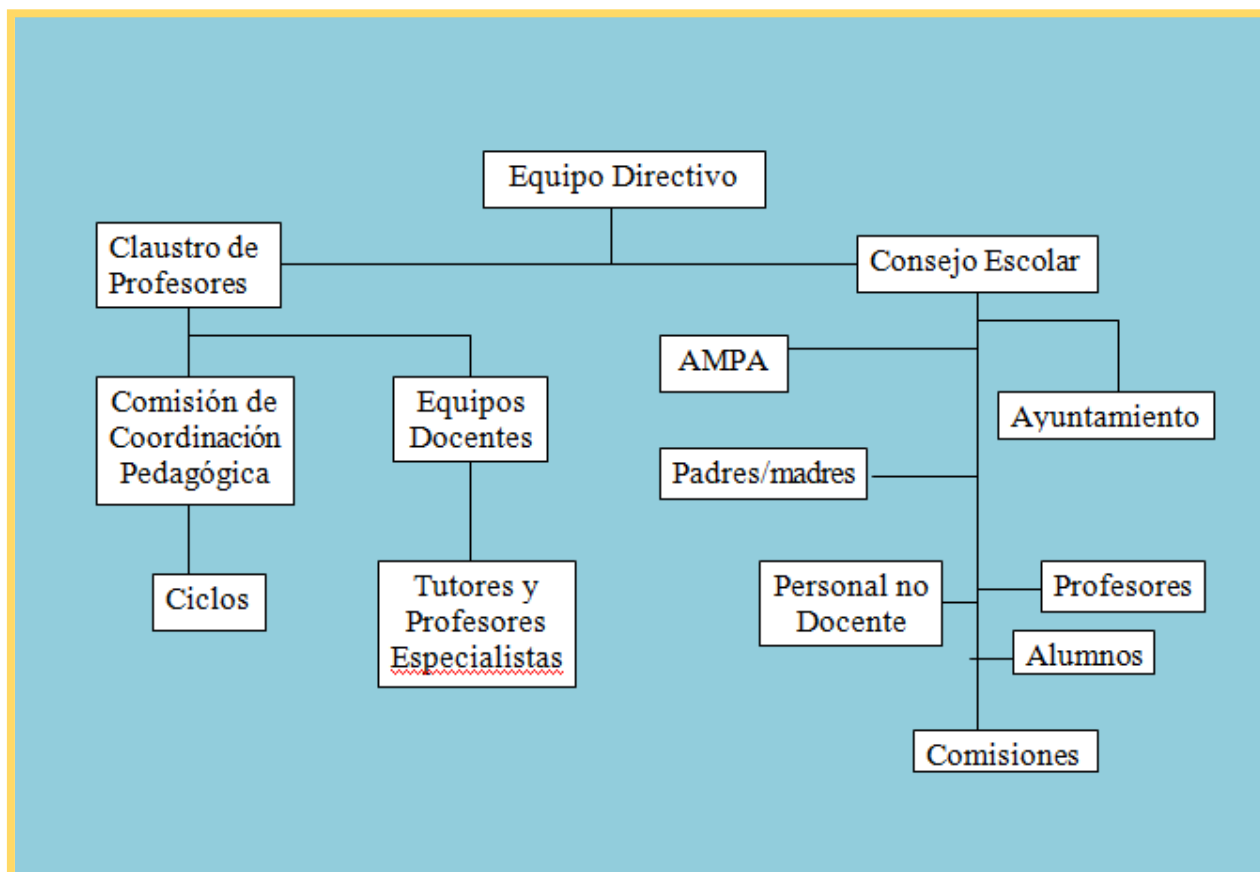 Equipo Directivo
Claustro de
Profesores
Consejo Escolar
AMPA
Comisión de
Coordinación
Pedagógica
Equipos
Docentes
Ayuntamiento
Padres/madres
Ciclos
Tutores y
Profesores
Especialistas
Personal no
Docente
Profesores
Alumnos
Comisiones